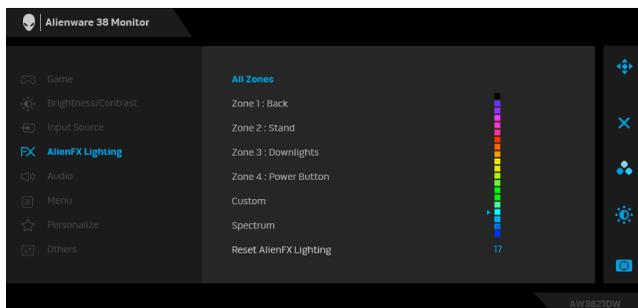 Alienware 38 Monitor
Game
Brightness/Contrast
Input Source
AlienFX Lighting
Audio
Menu
Personalize
Others
All Zones
Zone 1 : Back
Zone 2 : Stand
Zone 3 : Downlights
Zone 4 : Power Button
Custom
Spectrum
Reset AlienFX Lighting
17
AW3821DW